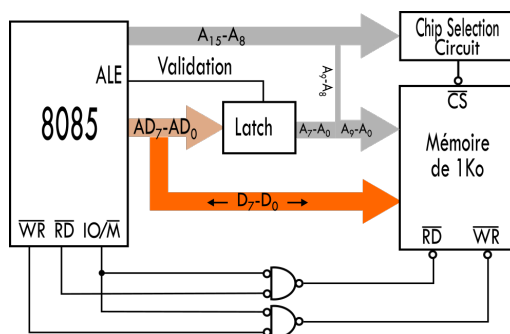 A15-A8
Chip Selection
Circuit
ALE
Validation
A9-A8
CS
8085
AD7-AD0
Latch
A7-A0
A9-A0
Mémoire
de 1Ko
D7-D0
WR
RD
IO/M
RD
WR